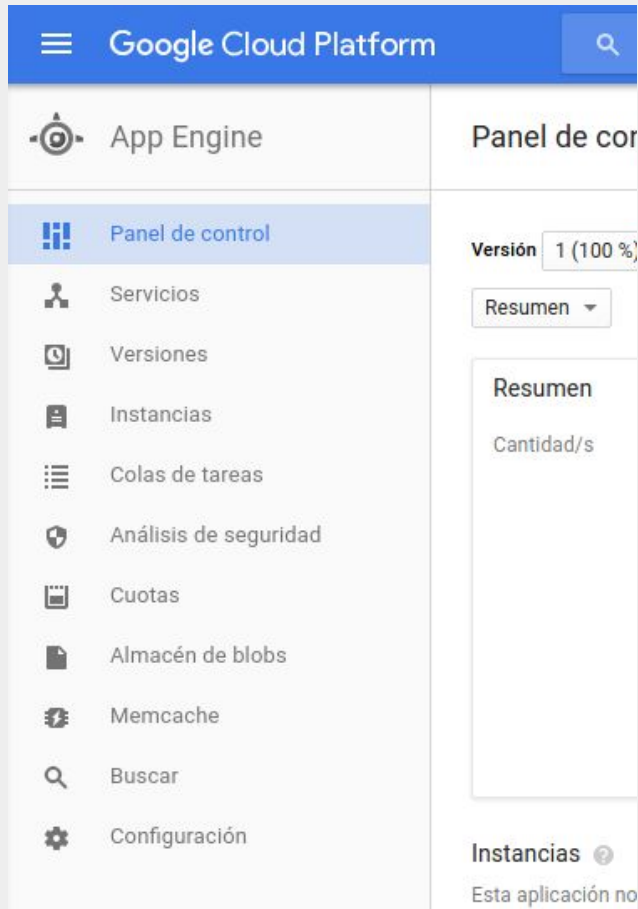 Google Cloud Platform
App Engine
Panel de control
Servicios
Versiones
Instancias
Colas de tareas
Análisis de seguridad
Cuotas
Almacén de blobs
Memcache
Buscar
Configuración
Panel de con
Versión 1 (100 %)
Resumen
Resumen
Cantidad/s
Instancias
Esta aplicación no